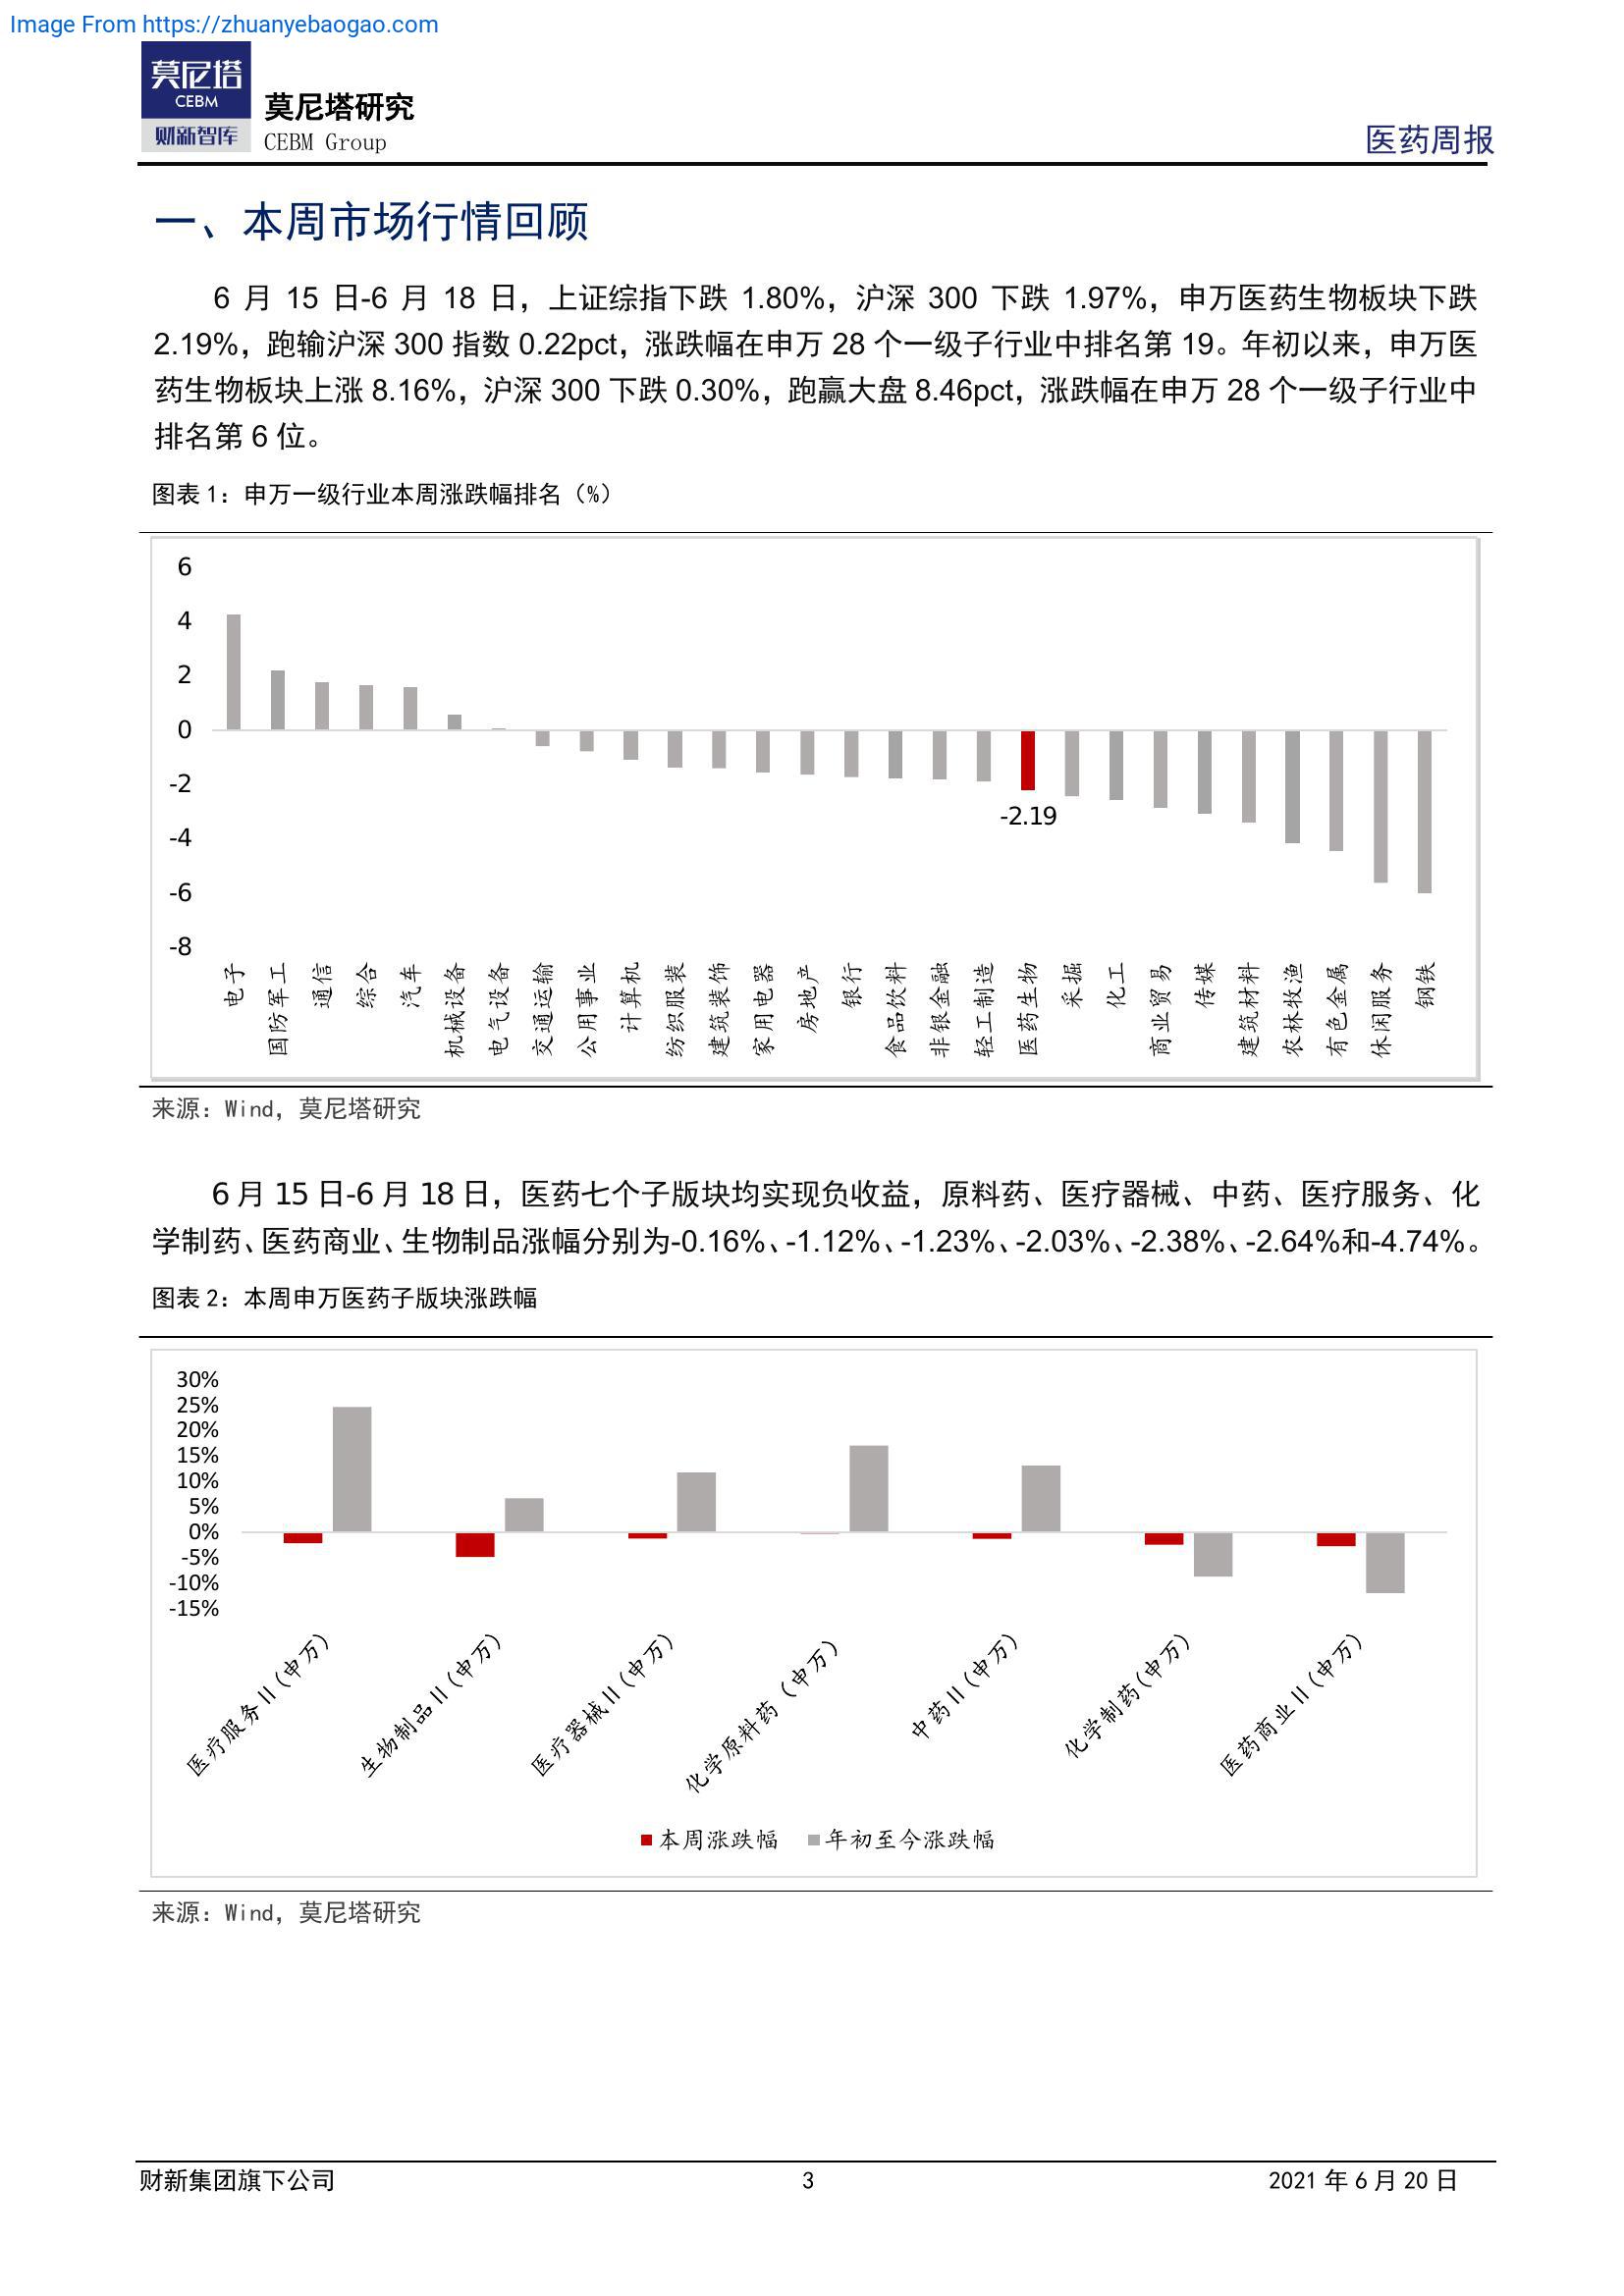 Image From https://zhuanyebaogao.com
莫尼塔
CEBM
财新智库
莫尼塔研究
CEBM Group
医药周报
一、本周市场行情回顾
6 月 15 日-6 月 18 日，上证综指下跌 1.80%，沪深 300 下跌 1.97%，申万医药生物板块下跌
2.19%，跑输沪深 300 指数 0.22pct，涨跌幅在申万 28 个一级子行业中排名第 19。年初以来，申万医
药生物板块上涨 8.16%，沪深 300 下跌 0.30%，跑赢大盘 8.46pct，涨跌幅在申万 28 个一级子行业中
排名第 6 位。
图表 1：申万一级行业本周涨跌幅排名（%）
6
4
2
0
-2
-4
-6
-8
-2.19
电子
国防军工
通信
综合
汽车
机械设备
电气设备
交通运输
公用事业
计算机
纺织服装
建筑装饰
家用电器
房地产
银行
食品饮料
非银金融
轻工制造
医药生物
采掘
化工
商业贸易
传媒
建筑材料
农林牧渔
有色金属
休闲服务
钢铁
来源：Wind，莫尼塔研究
6 月 15 日-6 月 18 日，医药七个子版块均实现负收益，原料药、医疗器械、中药、医疗服务、化
学制药、医药商业、生物制品涨幅分别为-0.16%、-1.12%、-1.23%、-2.03%、-2.38%、-2.64%和-4.74%。
图表 2：本周申万医药子版块涨跌幅
30%
25%
20%
15%
10%
5%
0%
-5%
-10%
-15%
医疗服务Ⅱ(申万)
生物制品Ⅱ(申万)
医疗器械Ⅱ(申万)
化学原料药（申万）
中药Ⅱ(申万)
化学制药(申万)
医药商业Ⅱ(申万)
本周涨跌幅 年初至今涨跌幅
来源：Wind，莫尼塔研究
财新集团旗下公司 3 2021 年 6 月 20 日